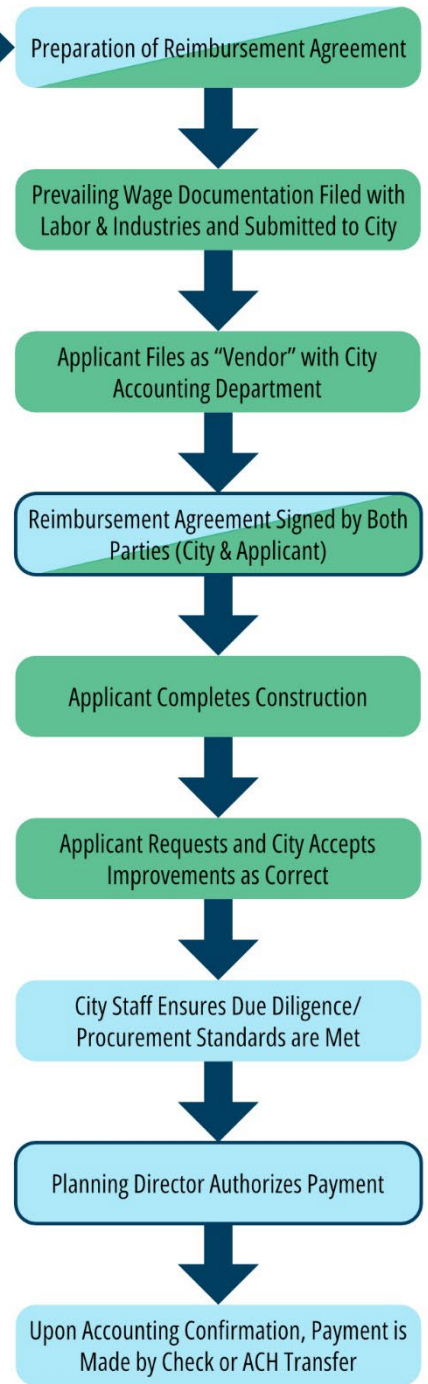 Preparation of Reimbursement Agreement
Prevailing Wage Documentation Filed with
Labor & Industries and Submitted to City
Applicant Files as “Vendor” with City
Accounting Department
Reimbursement Agreement Signed by Both
Parties (City & Applicant)
Applicant Completes Construction
Applicant Requests and City Accepts
Improvements as Correct
City Staff Ensures Due Diligence/
Procurement Standards are Met
Planning Director Authorizes Payment
Upon Accounting Confirmation, Payment is
Made by Check or ACH Transfer